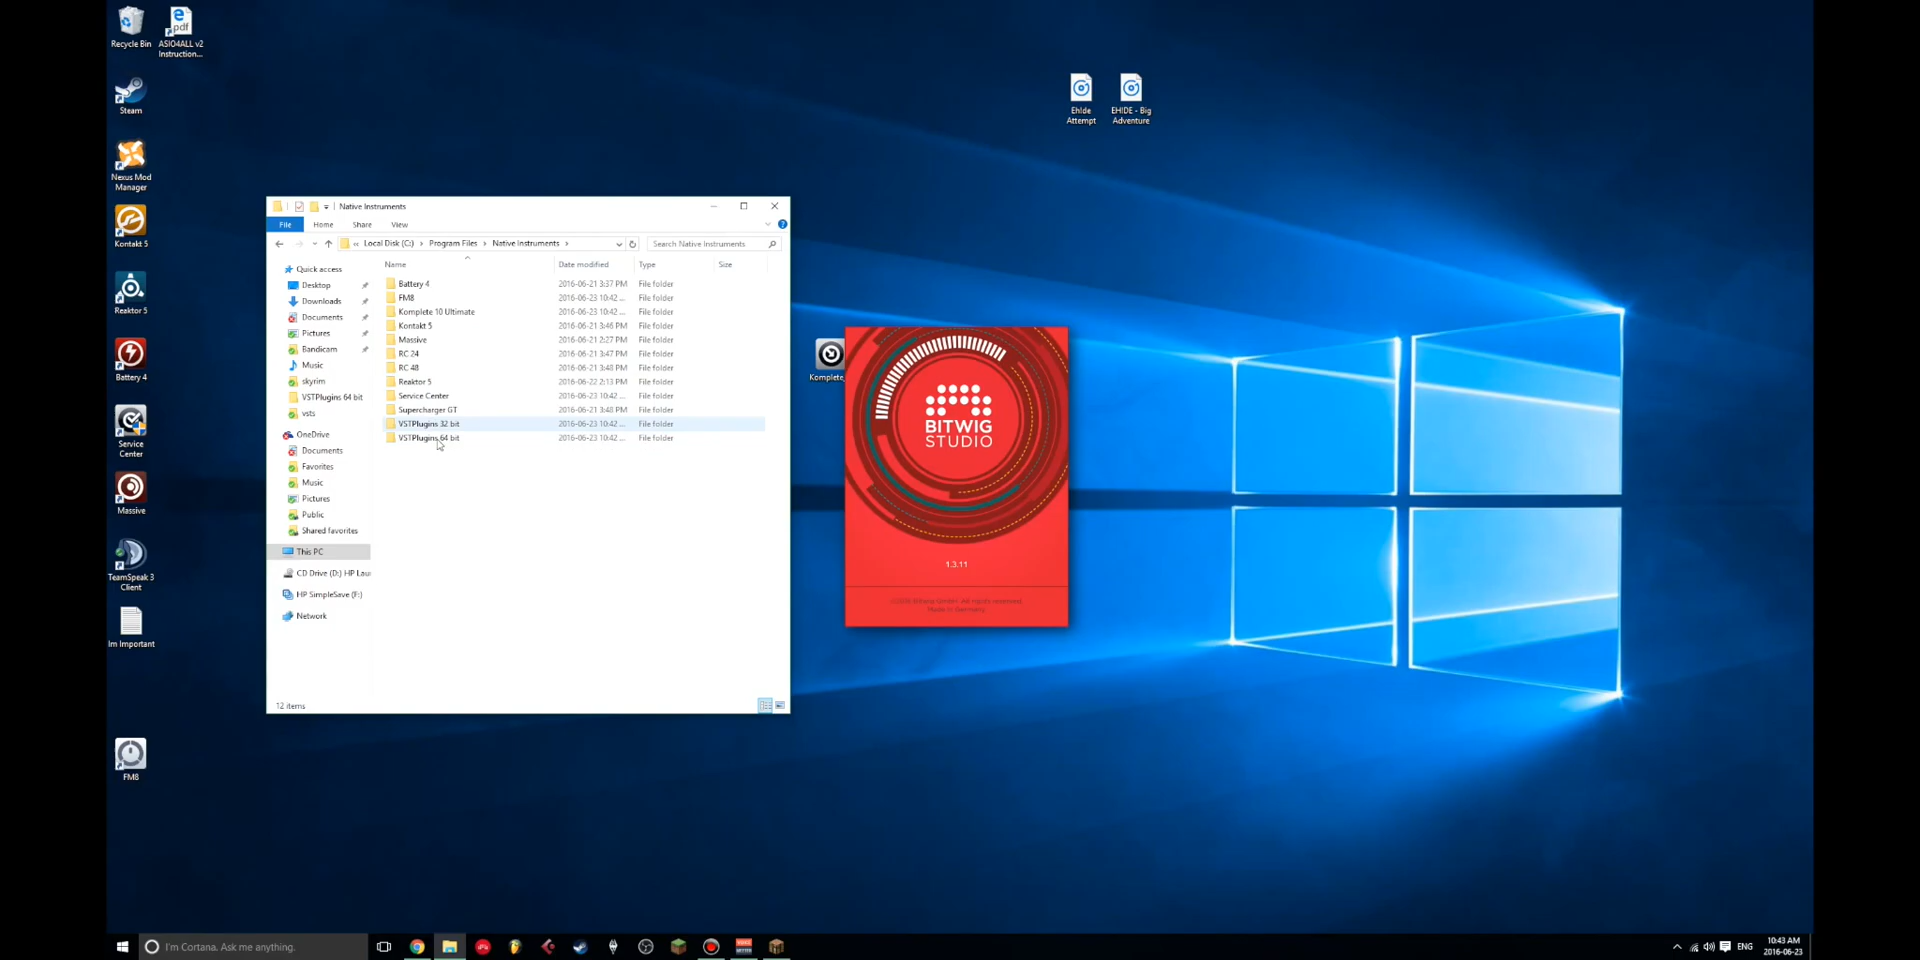 Recycle Bin
ASIO4ALL v2
Instruction...
Steam
Nexus Mod
Manager
Kontakt 5
Reaktor 5
Battery 4
Service
Center
Massive
TeamSpeak 3
Client
Im Important
FM8
Ehide
Attempt
EHIDE - Big
Adventure
Native Instruments
File
Home
Share
View
« Local Disk (C:) > Program Files > Native Instruments >
Search Native Instruments
Name
Date modified
Type
Size
Quick access
Desktop
Downloads
Documents
Pictures
Bandicam
Music
skyrim
VSTPlugins 64 bit
vsts
OneDrive
Documents
Favorites
Music
Pictures
Public
Shared favorites
This PC
CD Drive (D:) HP Lau
HP SimpleSave (F:)
Network
Battery 4 2016-06-21 3:37 PM File folder
FM8 2016-06-23 10:42 ... File folder
Komplete 10 Ultimate 2016-06-23 10:42 ... File folder
Kontakt 5 2016-06-21 3:46 PM File folder
Massive 2016-06-21 2:27 PM File folder
RC 24 2016-06-21 3:47 PM File folder
RC 48 2016-06-21 3:48 PM File folder
Reaktor 5 2016-06-22 2:13 PM File folder
Service Center 2016-06-23 10:42 ... File folder
Supercharger GT 2016-06-21 3:48 PM File folder
VSTPlugins 32 bit 2016-06-23 10:42 ... File folder
VSTPlugins 64 bit 2016-06-23 10:42 ... File folder
12 items
Komplete
BITWIG
STUDIO
1.3.11
All rights reserved.
Made in Germany
I'm Cortana. Ask me anything.
ENG
10:43 AM
2016-06-23